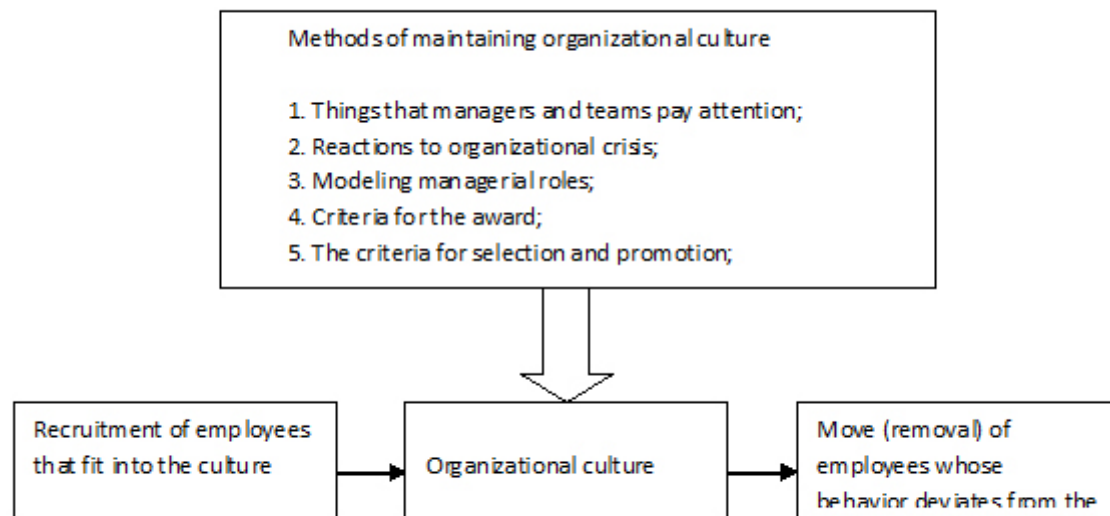 Methods of maintaining organizational culture
1. Things that managers and teams pay attention;
2. Reactions to organizational crisis;
3. Modeling managerial roles;
4. Criteria for the award;
5. The criteria for selection and promotion;
Recruitment of employees
that fit into the culture
Organizational culture
Move (removal) of
employees whose
behavior deviates from the